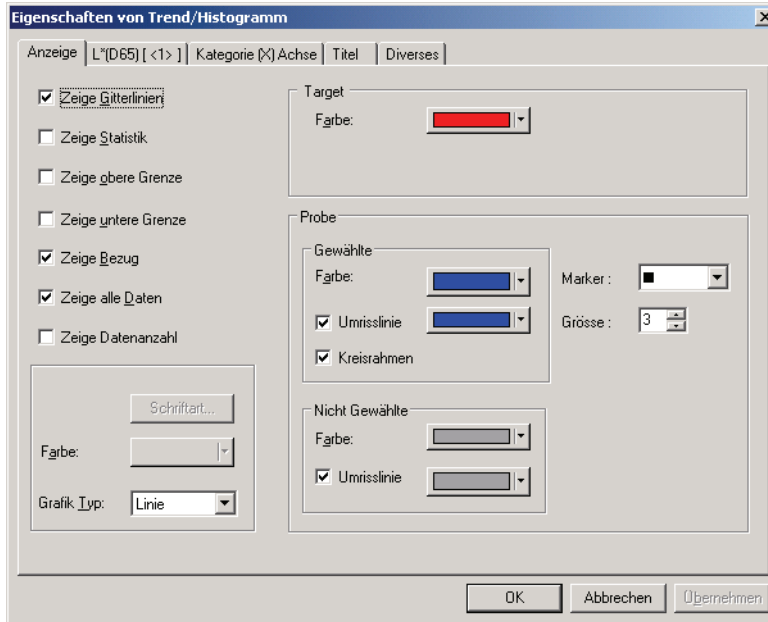 Eigenschaften von Trend/Histogramm
Anzeige L*(D65) [ <1> ] Kategorie (X) Achse Titel Diverses
Zeige Gitterlinien
Zeige Statistik
Zeige obere Grenze
Zeige untere Grenze
Zeige Bezug
Zeige alle Daten
Zeige Datenanzahl
Schriftart...
Farbe:
Grafik Typ: Linie
Target
Farbe:
Probe
Gewählte
Farbe:
Umrisslinie
Kreisrahmen
Marker :
Grösse : 3
Nicht Gewählte
Farbe:
Umrisslinie
OK Abbrechen Übernehmen